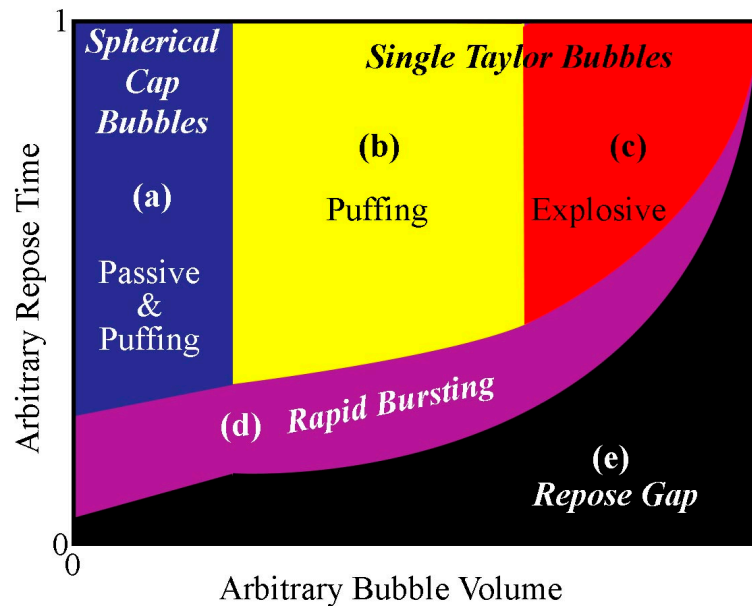 1
Spherical
Cap
Bubbles
Single Taylor Bubbles
(a)
(b)
(c)
Passive
&
Puffing
Puffing
Explosive
(d) Rapid Bursting
(e)
Repose Gap
Arbitrary Repose Time
0
0
Arbitrary Bubble Volume